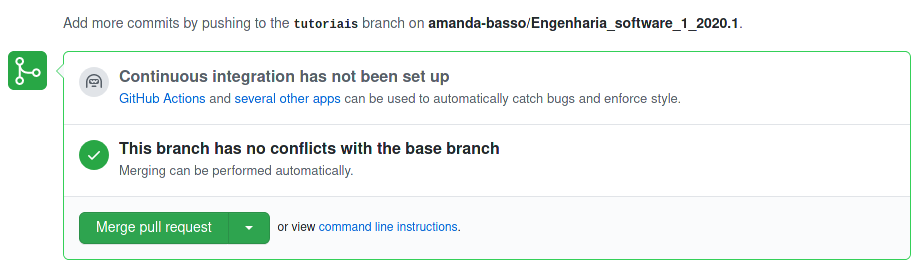 Add more commits by pushing to the tutoriais branch on amanda-basso/Engenharia_software_1_2020.1.
Continuous integration has not been set up
GitHub Actions and several other apps can be used to automatically catch bugs and enforce style.
This branch has no conflicts with the base branch
Merging can be performed automatically.
Merge pull request or view command line instructions.